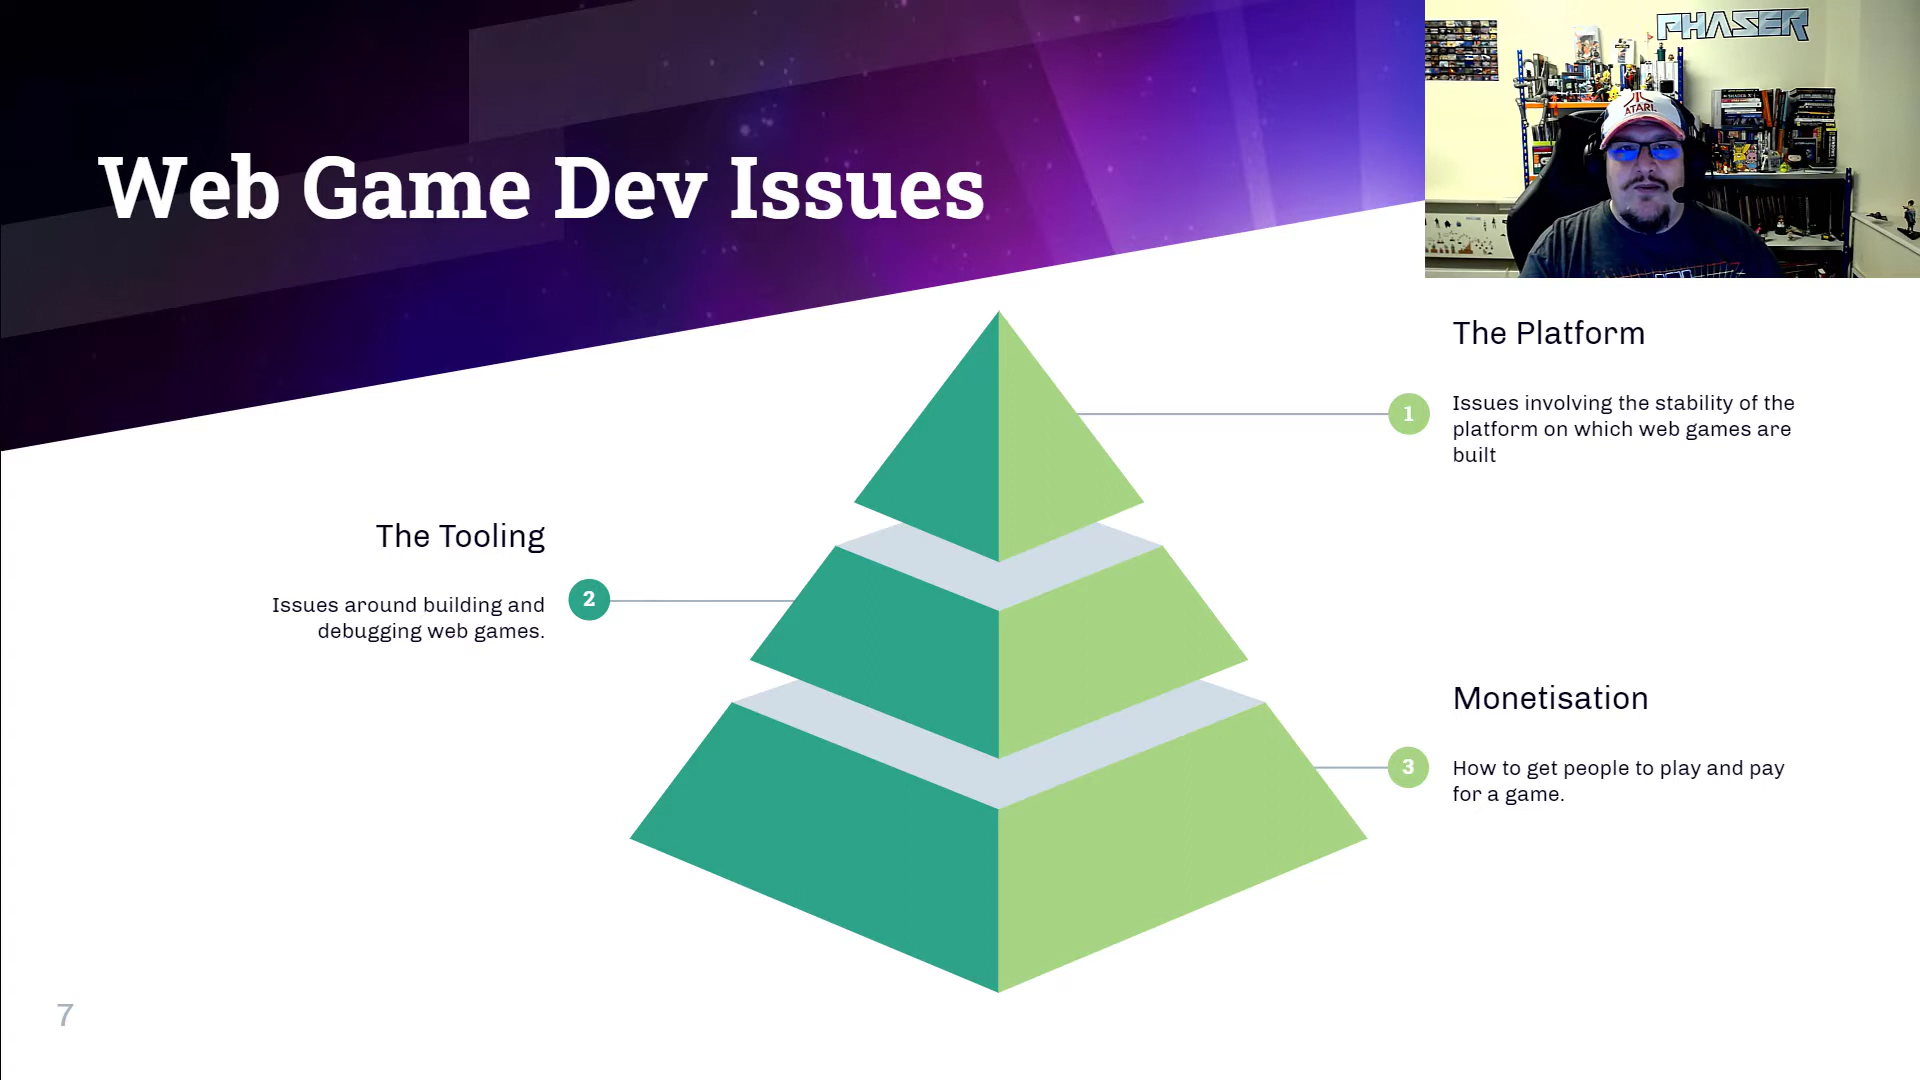 Web Game Dev Issues
PHASER
ATARI
The Platform
1
Issues involving the stability of the
platform on which web games are
built
The Tooling
2
Issues around building and
debugging web games.
Monetisation
3
How to get people to play and pay
for a game.
7